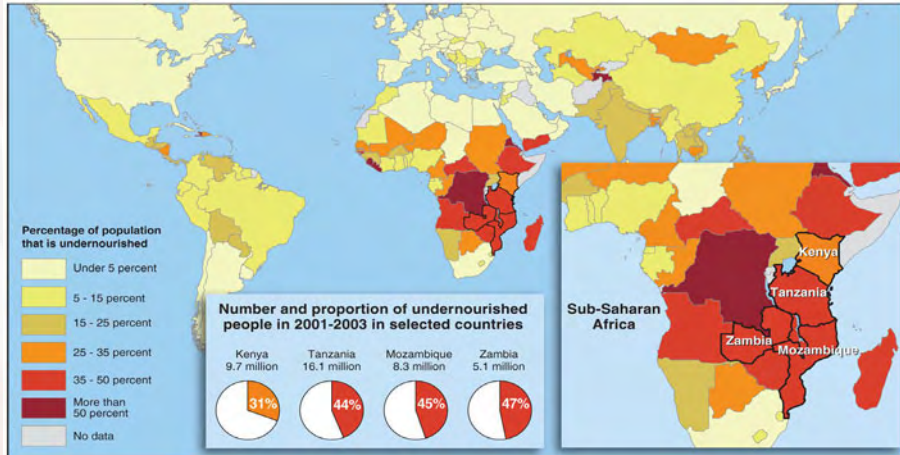 Percentage of population
that is undernourished
Under 5 percent
5 - 15 percent
15 - 25 percent
25 - 35 percent
35 - 50 percent
More than
50 percent
No data
Number and proportion of undernourished
people in 2001-2003 in selected countries
Kenya
9.7 million
31%
Tanzania
16.1 million
44%
Mozambique
8.3 million
45%
Zambia
5.1 million
47%
Sub-Saharan
Africa
Kenya
Tanzania
Zambia
Mozambique